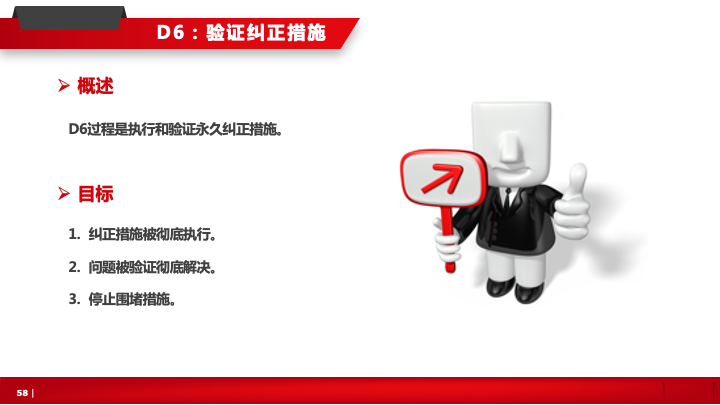 D6：验证纠正措施
概述
D6过程是执行和验证永久纠正措施。
目标
1. 纠正措施被彻底执行。
2. 问题被验证彻底解决。
3. 停止围堵措施。
58 |